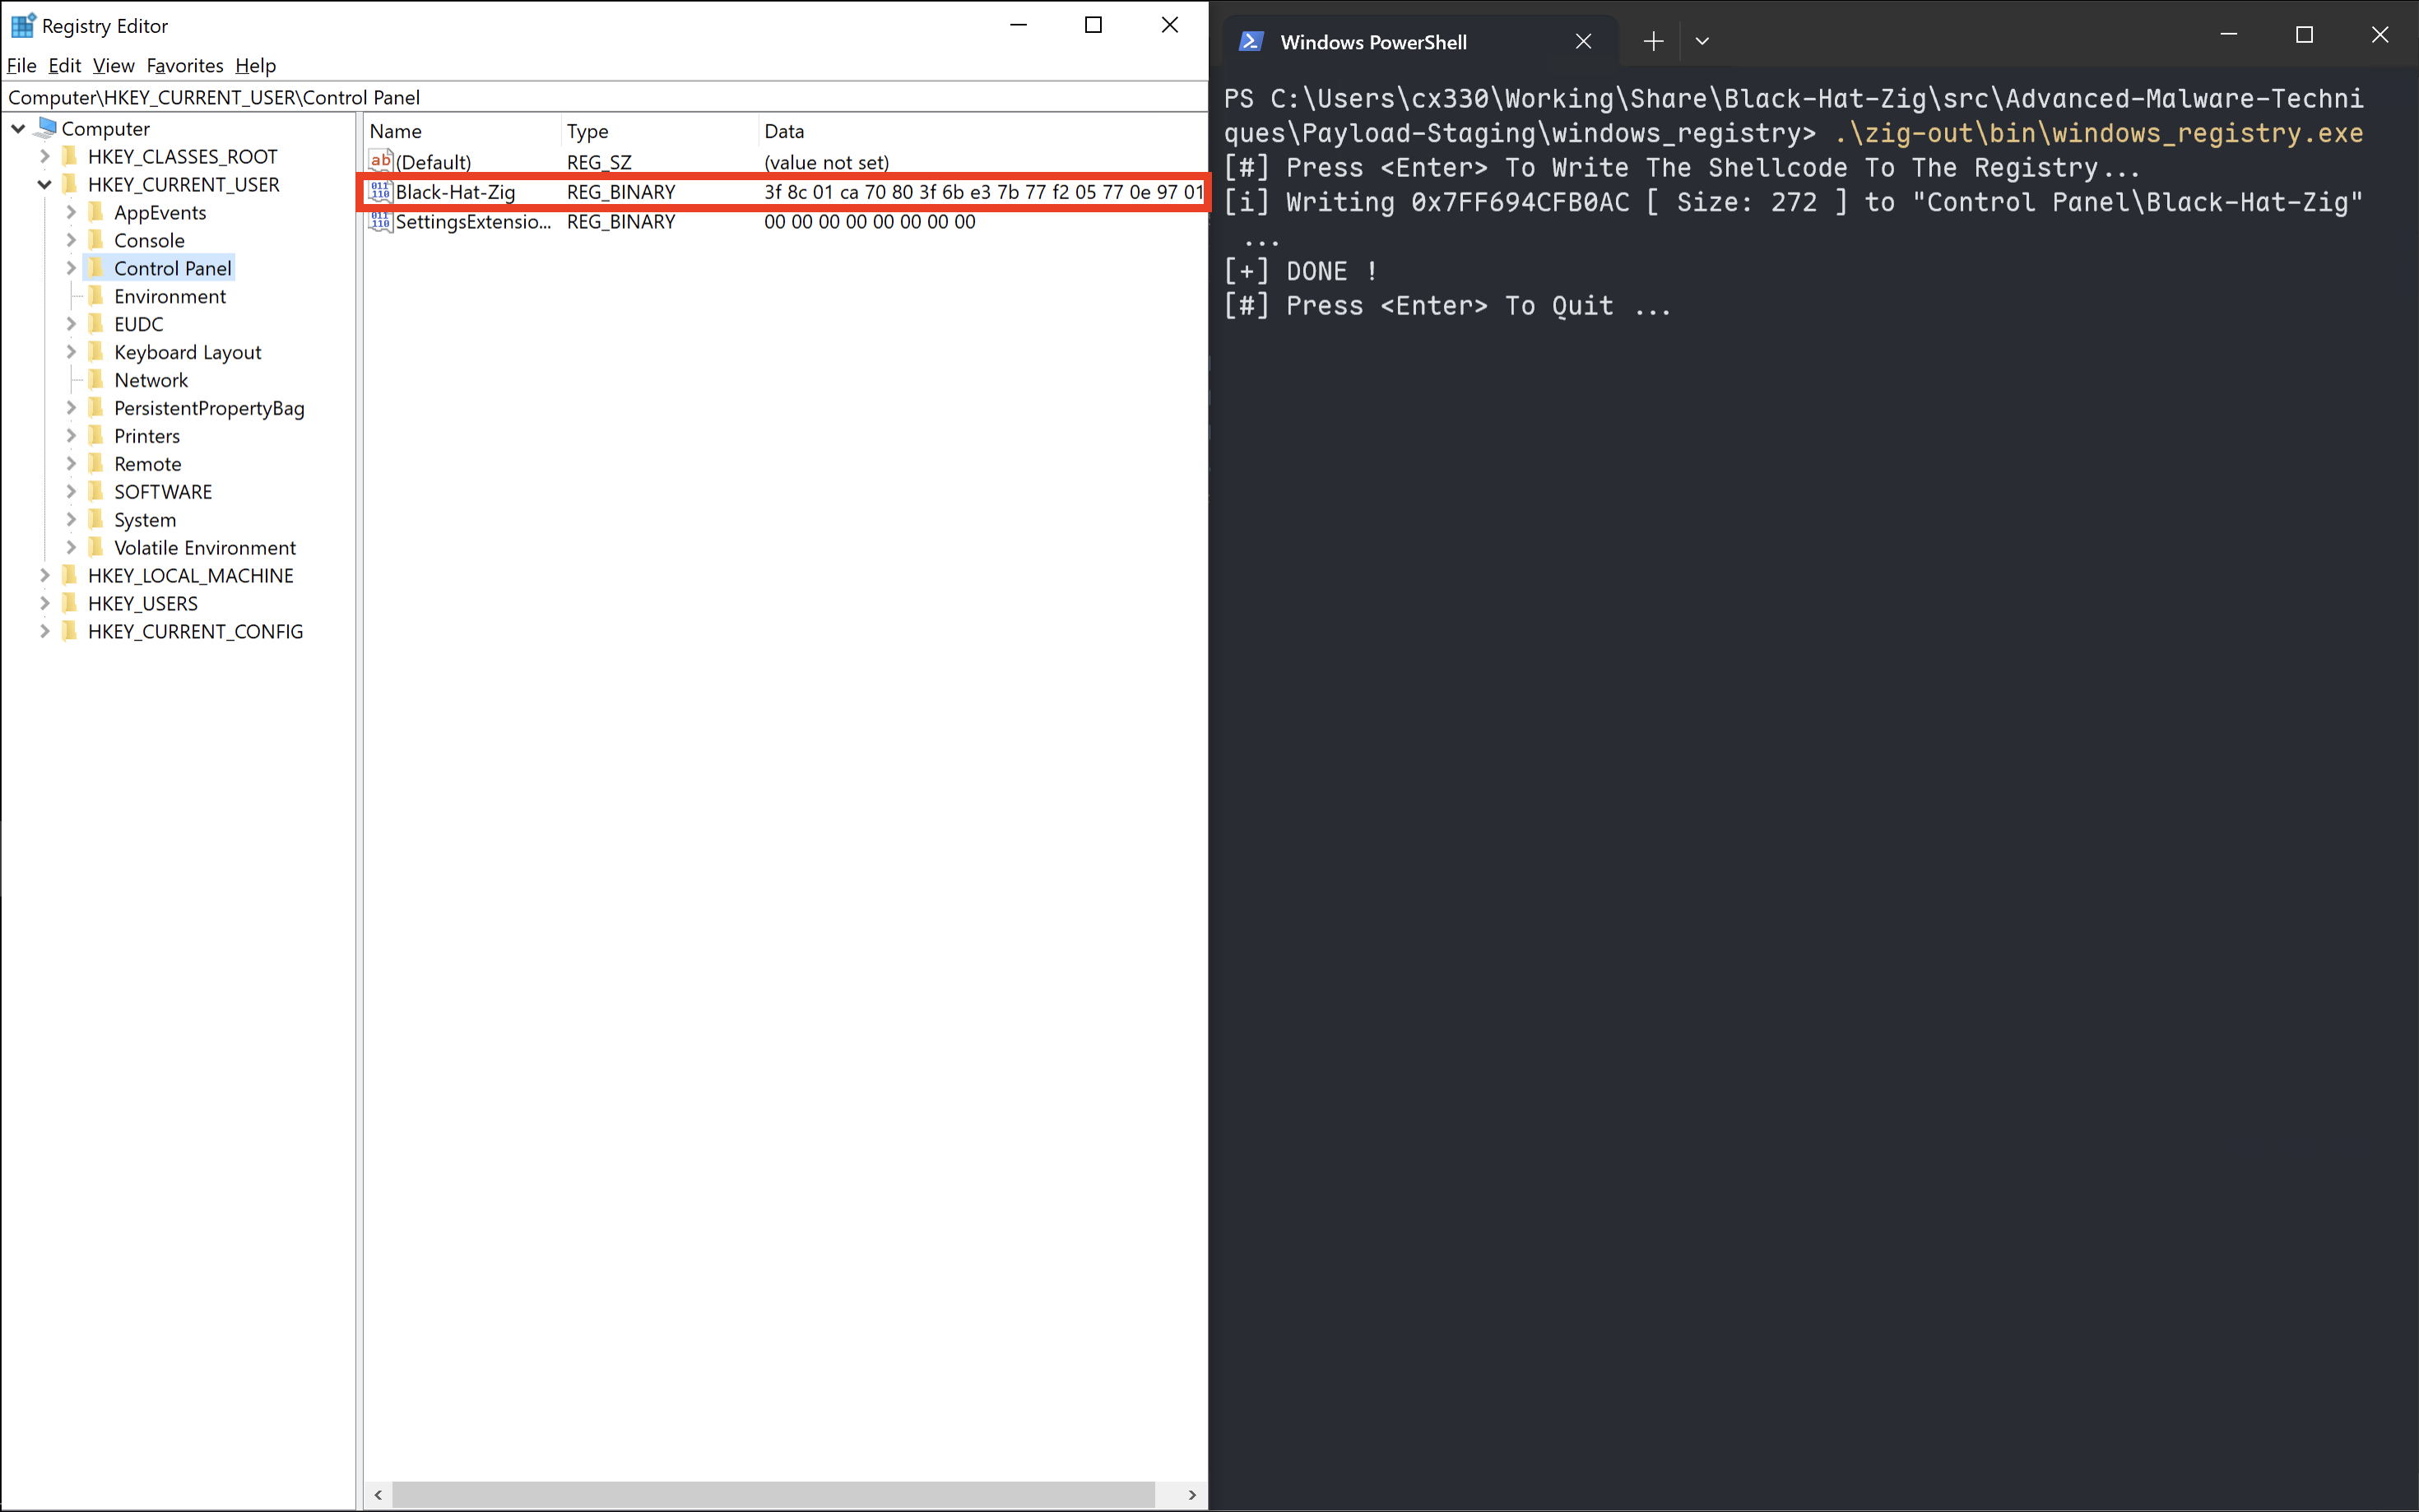 Registry Editor
File Edit View Favorites Help
Computer\HKEY_CURRENT_USER\Control Panel
Computer
HKEY_CLASSES_ROOT
HKEY_CURRENT_USER
AppEvents
Console
Control Panel
Environment
EUDC
Keyboard Layout
Network
PersistentPropertyBag
Printers
Remote
SOFTWARE
System
Volatile Environment
HKEY_LOCAL_MACHINE
HKEY_USERS
HKEY_CURRENT_CONFIG
Name Type Data
ab (Default) REG_SZ (value not set)
011 110 Black-Hat-Zig REG_BINARY 3f 8c 01 ca 70 80 3f 6b e3 7b 77 f2 05 77 0e 97 01
011 110 SettingsExtensio... REG_BINARY 00 00 00 00 00 00 00 00
Windows PowerShell
PS C:\Users\cx330\Working\Share\Black-Hat-Zig\src\Advanced-Malware-Techni
ques\Payload-Staging\windows_registry> .\zig-out\bin\windows_registry.exe
[#] Press <Enter> To Write The Shellcode To The Registry...
[i] Writing 0x7FF694CFB0AC [ Size: 272 ] to "Control Panel\Black-Hat-Zig"
...
[+] DONE !
[#] Press <Enter> To Quit ...